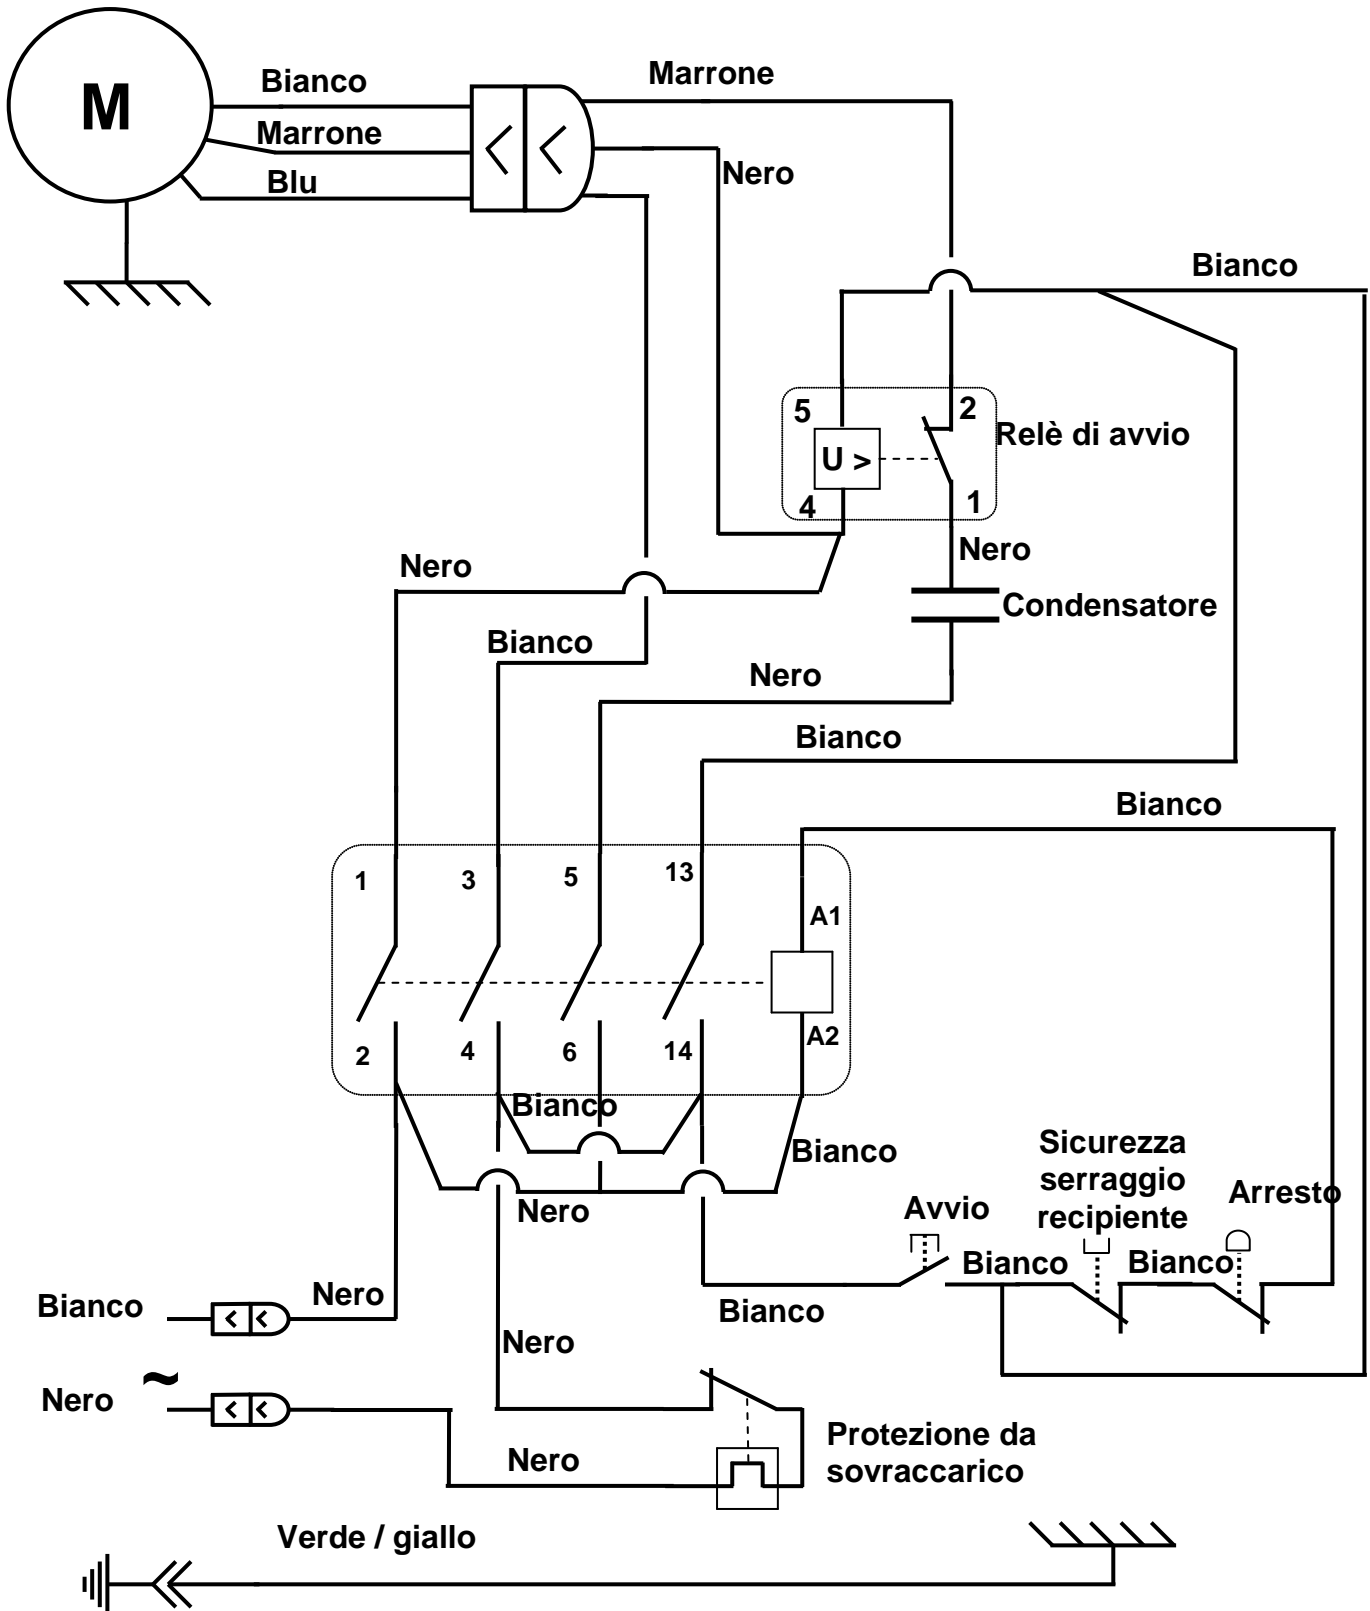 Bianco
Marrone
M
Marrone
Blu
Nero
Bianco
5
2
Relè di avvio
U >
4
1
Nero
Nero
Condensatore
Bianco
Nero
Bianco
Bianco
1
3
5
13
A1
2
4
6
14
A2
Bianco
Bianco
Sicurezza
serraggio
recipiente
Arresto
Nero
Avvio
Bianco
Bianco
Bianco
Nero
Bianco
Nero
~
Nero
Protezione da
sovraccarico
Nero
Verde / giallo